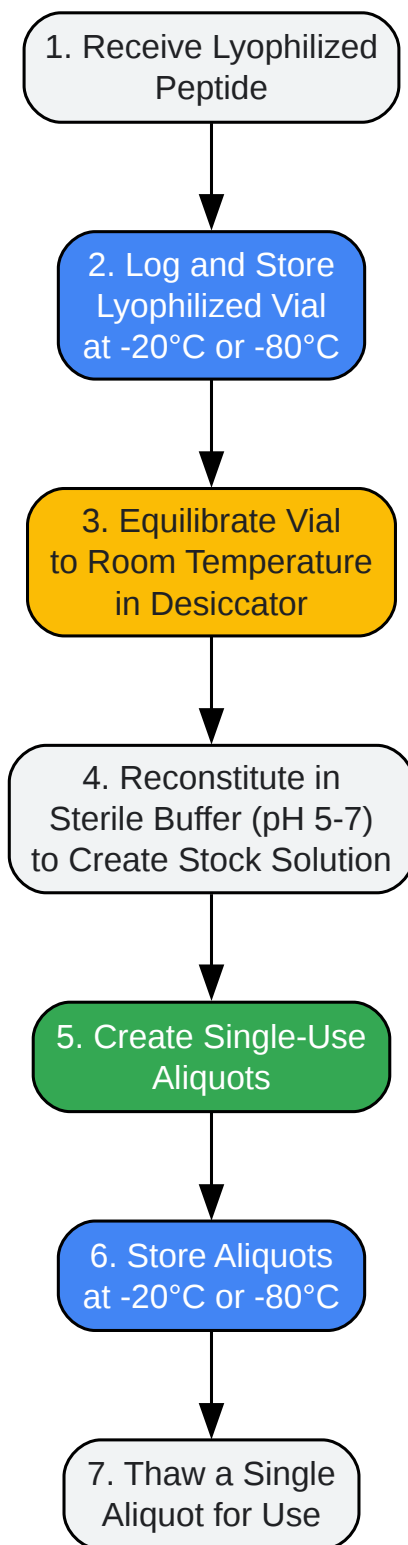 1. Receive Lyophilized
Peptide
2. Log and Store
Lyophilized Vial
at -20°C or -80°C
3. Equilibrate Vial
to Room Temperature
in Desiccator
4. Reconstitute in
Sterile Buffer (pH 5-7)
to Create Stock Solution
5. Create Single-Use
Aliquots
6. Store Aliquots
at -20°C or -80°C
7. Thaw a Single
Aliquot for Use